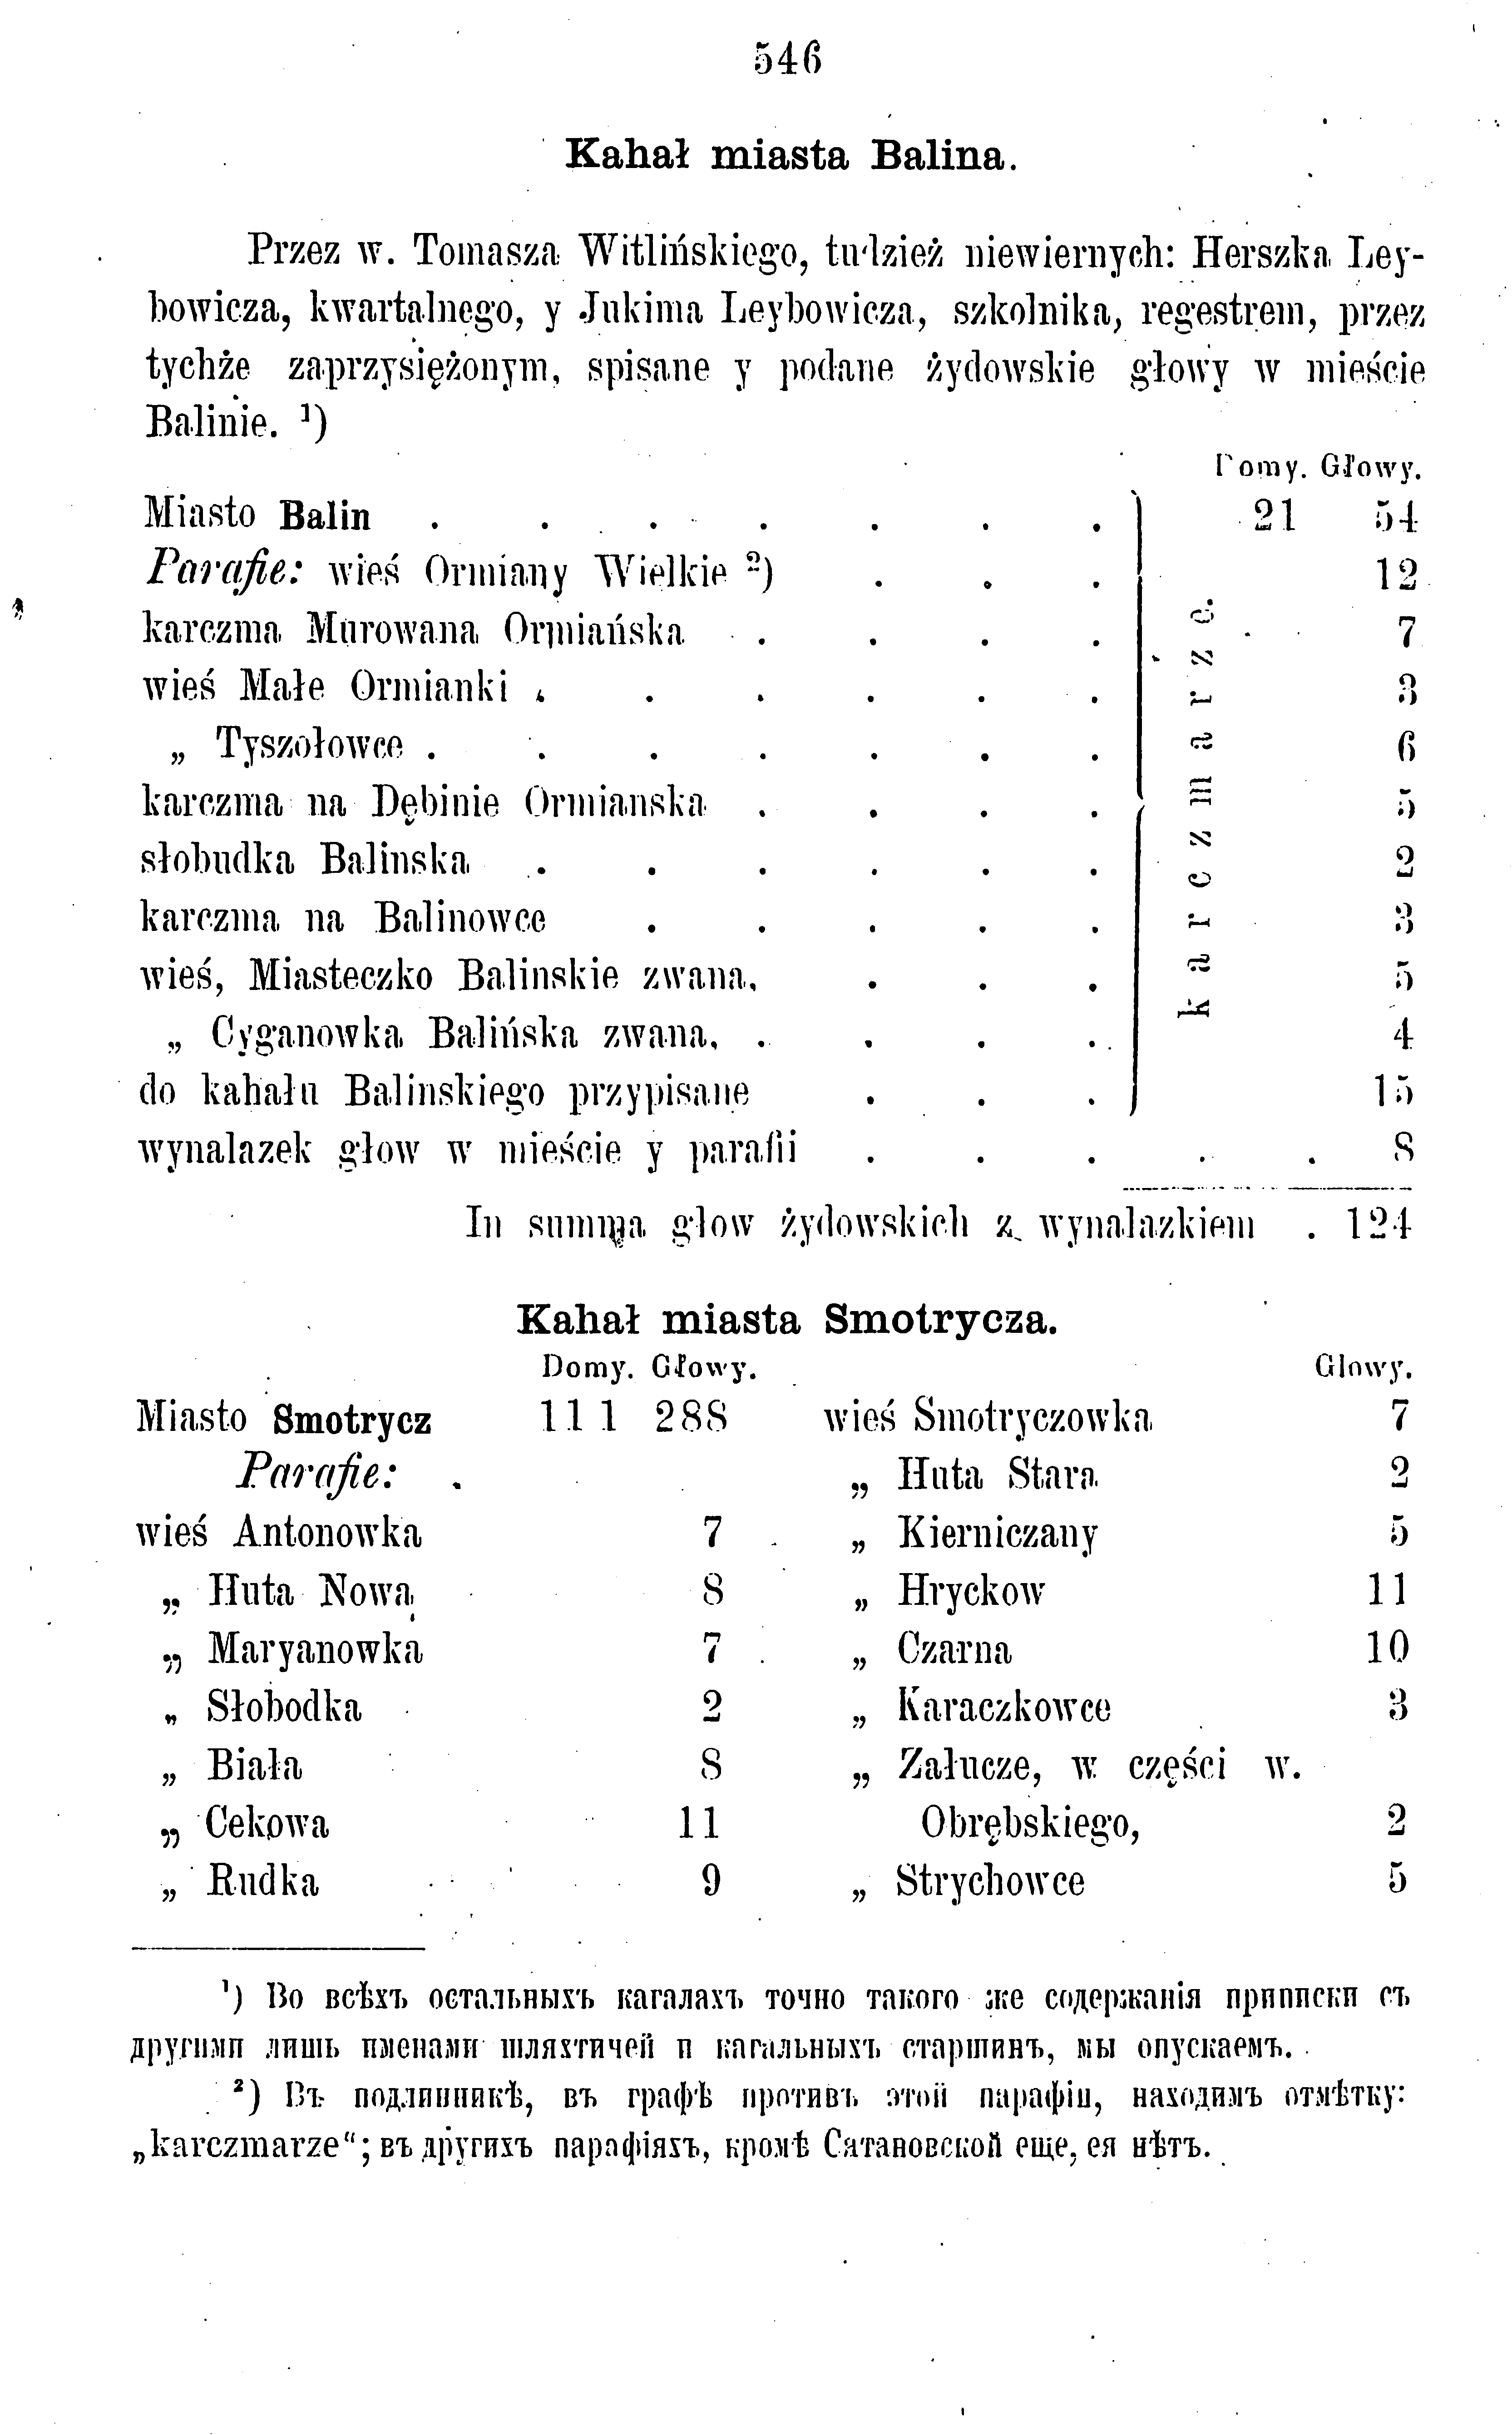 546
Kahał miasta Balina.
Przez w. Tomasza Witlińskiego, tudzież niewiernych: Herszka Ley-
bowicza, kwartalnego, y Jukima Leybowicza, szkolnika, regestrem, przez
tychże zaprzysiężonym, spisane y podane żydowskie głowy w mieście
Balinie. ¹)
Domy. Głowy.
Miasto Balin . . . . . . . 21 54
Parafie: wieś Ormiany Wielkie ²) . . . 12
karczma Murowana Ormiańska . . . . 7
wieś Małe Ormianki . . . . . . 3
„ Tyszołowce . . . . . . . 6
karczma na Dębinie Ormianska . . . . 5
słobudka Balinska . . . . . . 2
karczma na Balinowce . . . . . 3
wieś, Miasteczko Balinskie zwana, . . . 5
„ Cyganowka Balińska zwana, . . . . 4
do kahału Balinskiego przypisane . . . 15
karczmarze.
wynalazek głow w mieście y parafii . . . . . 8
In summa głow żydowskich z wynalazkiem . 124
Kahał miasta Smotrycza.
Domy. Głowy.
Miasto Smotrycz 111 288
Parafie:
wieś Antonowka 7
„ Huta Nowa 8
„ Maryanowka 7
„ Słobodka 2
„ Biała 8
„ Cekowa 11
„ Rudka 9
Głowy.
wieś Smotryczowka 7
„ Huta Stara 2
„ Kierniczany 5
„ Hryckow 11
„ Czarna 10
„ Karaczkowce 3
„ Załucze, w części w.
Obrębskiego, 2
„ Strychowce 5
¹) Во всѣхъ остальныхъ кагалахъ точно такого же содержанія приписки съ
другими лишь именами шляхтичей и кагальныхъ старшинъ, мы опускаемъ.
²) Въ подлинникѣ, въ графѣ противъ этой парафіи, находимъ отмѣтку:
„karczmarze“; въ другихъ парафіяхъ, кромѣ Сатановской еще, ея нѣтъ.